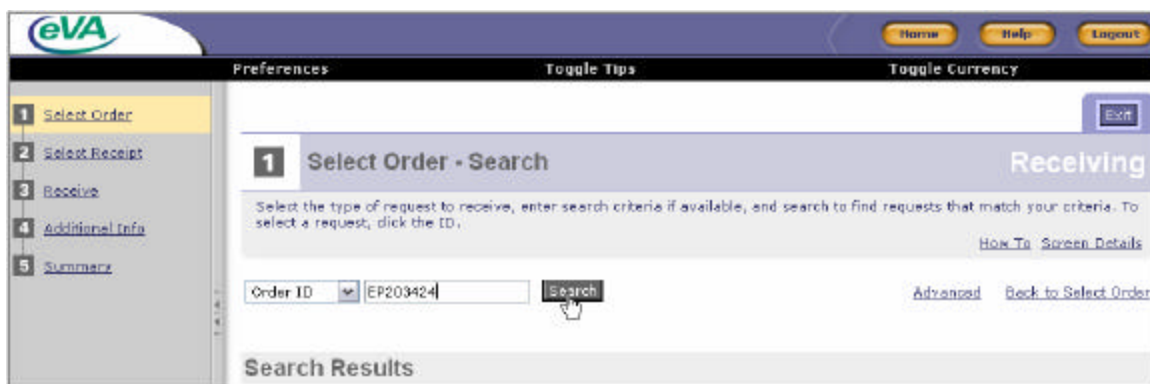 eVA
Home Help Logout
Preferences Toggle Tips Toggle Currency
1 Select Order
Exit
2 Select Receipt
1 Select Order - Search Receiving
3 Receive
Select the type of request to receive, enter search criteria if available, and search to find requests that match your criteria. To
select a request, click the ID.
4 Additional Info
How To Screen Details
5 Summary
Order ID EP203424 Search Advanced Back to Select Order
Search Results